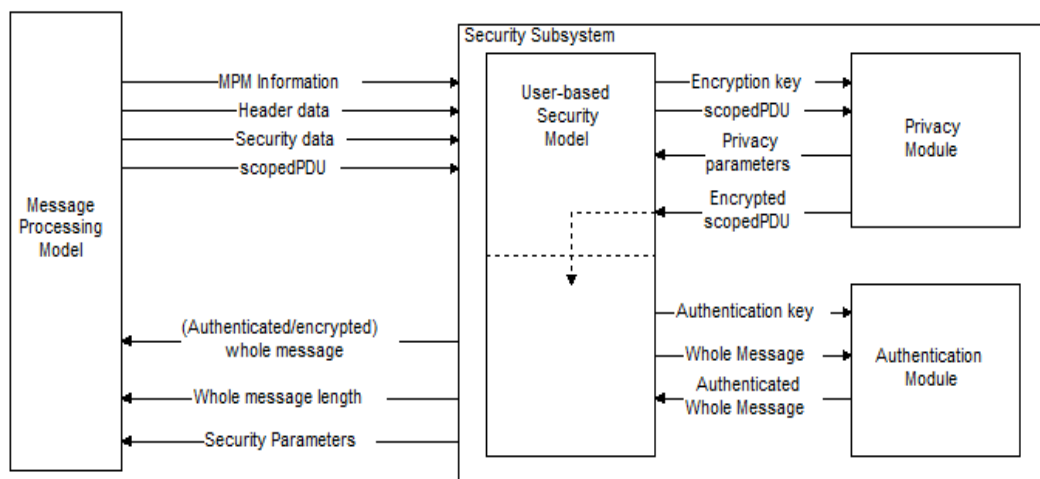 Security Subsystem
MPM Information
Header data
Security data
scopedPDU
Message
Processing
Model
(Authenticated/encrypted)
whole message
Whole message length
Security Parameters
User-based
Security
Model
Encryption key
scopedPDU
Privacy
parameters
Encrypted
scopedPDU
Privacy
Module
Authentication key
Whole Message
Authenticated
Whole Message
Authentication
Module